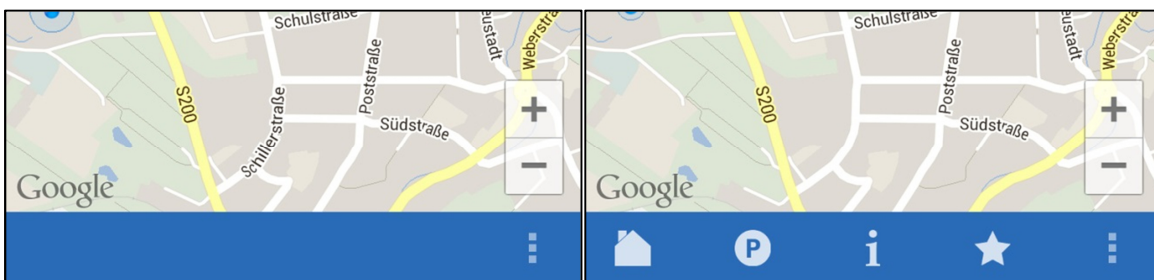 Schulstraße
S200
Schillerstraße
Poststraße
Südstraße
eustadt
Weberstra
+
−
Google
Schulstraße
S200
Poststraße
Südstraße
eustadt
Weberstra
+
−
Google
P
i